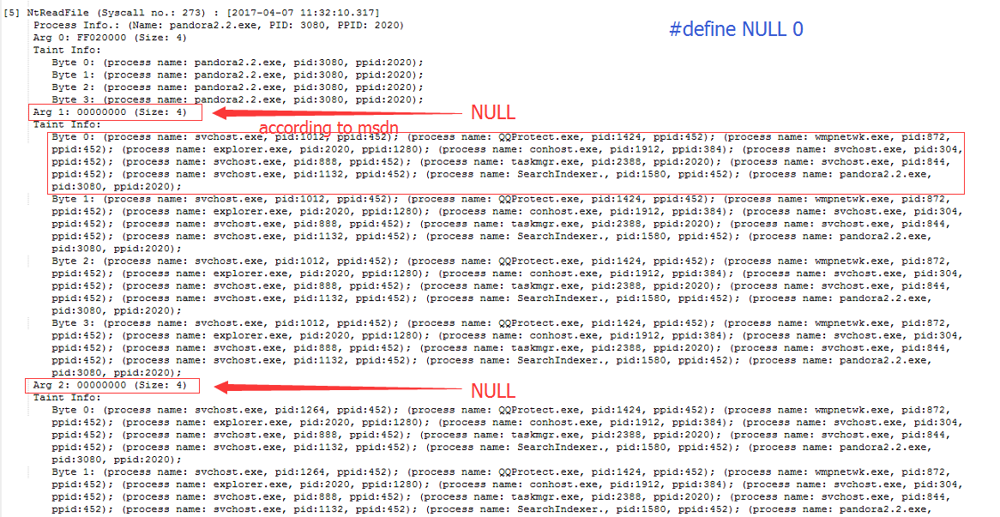 [5] NtReadFile (Syscall no.: 273) : [2017-04-07 11:32:10.317]
#define NULL 0
Process Info.: (Name: pandora2.2.exe, PID: 3080, PPID: 2020)
Arg 0: FF020000 (Size: 4)
Taint Info:
Byte 0: (process name: pandora2.2.exe, pid:3080, ppid:2020);
Byte 1: (process name: pandora2.2.exe, pid:3080, ppid:2020);
Byte 2: (process name: pandora2.2.exe, pid:3080, ppid:2020);
Byte 3: (process name: pandora2.2.exe, pid:3080, ppid:2020);
Arg 1: 00000000 (Size: 4)
NULL
according to msdn
Taint Info:
Byte 0: (process name: svchost.exe, pid:1012, ppid:452); (process name: QQProtect.exe, pid:1424, ppid:452); (process name: wmpnetwk.exe, pid:872,
ppid:452); (process name: explorer.exe, pid:2020, ppid:1280); (process name: conhost.exe, pid:1912, ppid:384); (process name: svchost.exe, pid:304,
ppid:452); (process name: svchost.exe, pid:888, ppid:452); (process name: taskmgr.exe, pid:2388, ppid:2020); (process name: svchost.exe, pid:844,
ppid:452); (process name: svchost.exe, pid:1132, ppid:452); (process name: SearchIndexer., pid:1580, ppid:452); (process name: pandora2.2.exe,
pid:3080, ppid:2020);
Byte 1: (process name: svchost.exe, pid:1012, ppid:452); (process name: QQProtect.exe, pid:1424, ppid:452); (process name: wmpnetwk.exe, pid:872,
ppid:452); (process name: explorer.exe, pid:2020, ppid:1280); (process name: conhost.exe, pid:1912, ppid:384); (process name: svchost.exe, pid:304,
ppid:452); (process name: svchost.exe, pid:888, ppid:452); (process name: taskmgr.exe, pid:2388, ppid:2020); (process name: svchost.exe, pid:844,
ppid:452); (process name: svchost.exe, pid:1132, ppid:452); (process name: SearchIndexer., pid:1580, ppid:452); (process name: pandora2.2.exe,
pid:3080, ppid:2020);
Byte 2: (process name: svchost.exe, pid:1012, ppid:452); (process name: QQProtect.exe, pid:1424, ppid:452); (process name: wmpnetwk.exe, pid:872,
ppid:452); (process name: explorer.exe, pid:2020, ppid:1280); (process name: conhost.exe, pid:1912, ppid:384); (process name: svchost.exe, pid:304,
ppid:452); (process name: svchost.exe, pid:888, ppid:452); (process name: taskmgr.exe, pid:2388, ppid:2020); (process name: svchost.exe, pid:844,
ppid:452); (process name: svchost.exe, pid:1132, ppid:452); (process name: SearchIndexer., pid:1580, ppid:452); (process name: pandora2.2.exe,
pid:3080, ppid:2020);
Byte 3: (process name: svchost.exe, pid:1012, ppid:452); (process name: QQProtect.exe, pid:1424, ppid:452); (process name: wmpnetwk.exe, pid:872,
ppid:452); (process name: explorer.exe, pid:2020, ppid:1280); (process name: conhost.exe, pid:1912, ppid:384); (process name: svchost.exe, pid:304,
ppid:452); (process name: svchost.exe, pid:888, ppid:452); (process name: taskmgr.exe, pid:2388, ppid:2020); (process name: svchost.exe, pid:844,
ppid:452); (process name: svchost.exe, pid:1132, ppid:452); (process name: SearchIndexer., pid:1580, ppid:452); (process name: pandora2.2.exe,
pid:3080, ppid:2020);
Arg 2: 00000000 (Size: 4)
NULL
Taint Info:
Byte 0: (process name: svchost.exe, pid:1264, ppid:452); (process name: QQProtect.exe, pid:1424, ppid:452); (process name: wmpnetwk.exe, pid:872,
ppid:452); (process name: explorer.exe, pid:2020, ppid:1280); (process name: conhost.exe, pid:1912, ppid:384); (process name: svchost.exe, pid:304,
ppid:452); (process name: svchost.exe, pid:888, ppid:452); (process name: taskmgr.exe, pid:2388, ppid:2020); (process name: svchost.exe, pid:844,
ppid:452); (process name: svchost.exe, pid:1132, ppid:452); (process name: SearchIndexer., pid:1580, ppid:452); (process name: pandora2.2.exe,
pid:3080, ppid:2020);
Byte 1: (process name: svchost.exe, pid:1264, ppid:452); (process name: QQProtect.exe, pid:1424, ppid:452); (process name: wmpnetwk.exe, pid:872,
ppid:452); (process name: explorer.exe, pid:2020, ppid:1280); (process name: conhost.exe, pid:1912, ppid:384); (process name: svchost.exe, pid:304,
ppid:452); (process name: svchost.exe, pid:888, ppid:452); (process name: taskmgr.exe, pid:2388, ppid:2020); (process name: svchost.exe, pid:844,
ppid:452); (process name: svchost.exe, pid:1132, ppid:452); (process name: SearchIndexer., pid:1580, ppid:452); (process name: pandora2.2.exe,